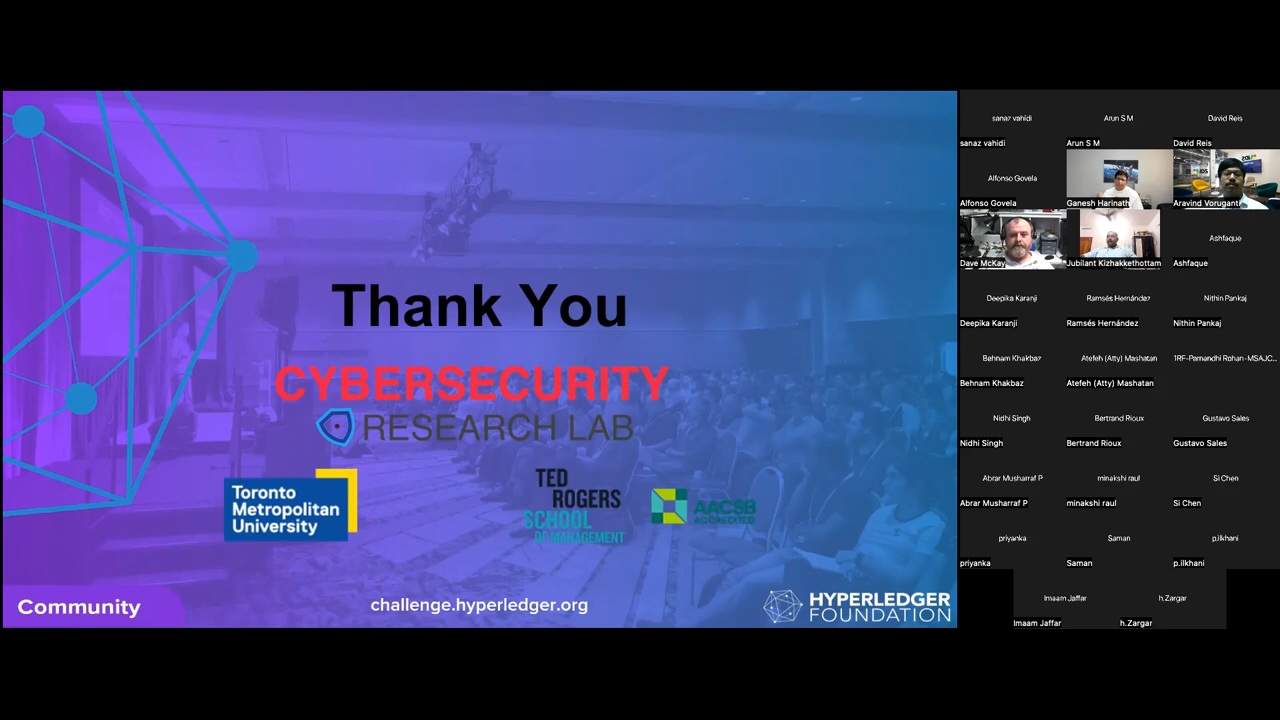 Thank You
CYBERSECURITY
RESEARCH LAB
Toronto
Metropolitan
University
TED
ROGERS
SCHOOL
OF MANAGEMENT
AACSB
ACCREDITED
Community
challenge.hyperledger.org
HYPERLEDGER
FOUNDATION
sanaz vahidi
Arun S M
David Reis
sanaz vahidi
Arun S M
David Reis
Alfonso Govela
Alfonso Govela
Ganesh Harinath
Aravind Voruganti
Dave McKay
Jubilant Kizhakkethottam
Ashfaque
Ashfaque
Deepika Karanji
Ramsés Hernández
Nithin Pankaj
Deepika Karanji
Ramsés Hernández
Nithin Pankaj
Behnam Khakbaz
Atefeh (Atty) Mashatan
1RF-Pamandhi Rohan-MSAJC...
Behnam Khakbaz
Atefeh (Atty) Mashatan
Nidhi Singh
Bertrand Rioux
Gustavo Sales
Nidhi Singh
Bertrand Rioux
Gustavo Sales
Abrar Musharraf P
minakshi raul
Si Chen
Abrar Musharraf P
minakshi raul
Si Chen
priyanka
Saman
p.ilkhani
priyanka
Saman
p.ilkhani
Imaam Jaffar
h.Zargar
Imaam Jaffar
h.Zargar